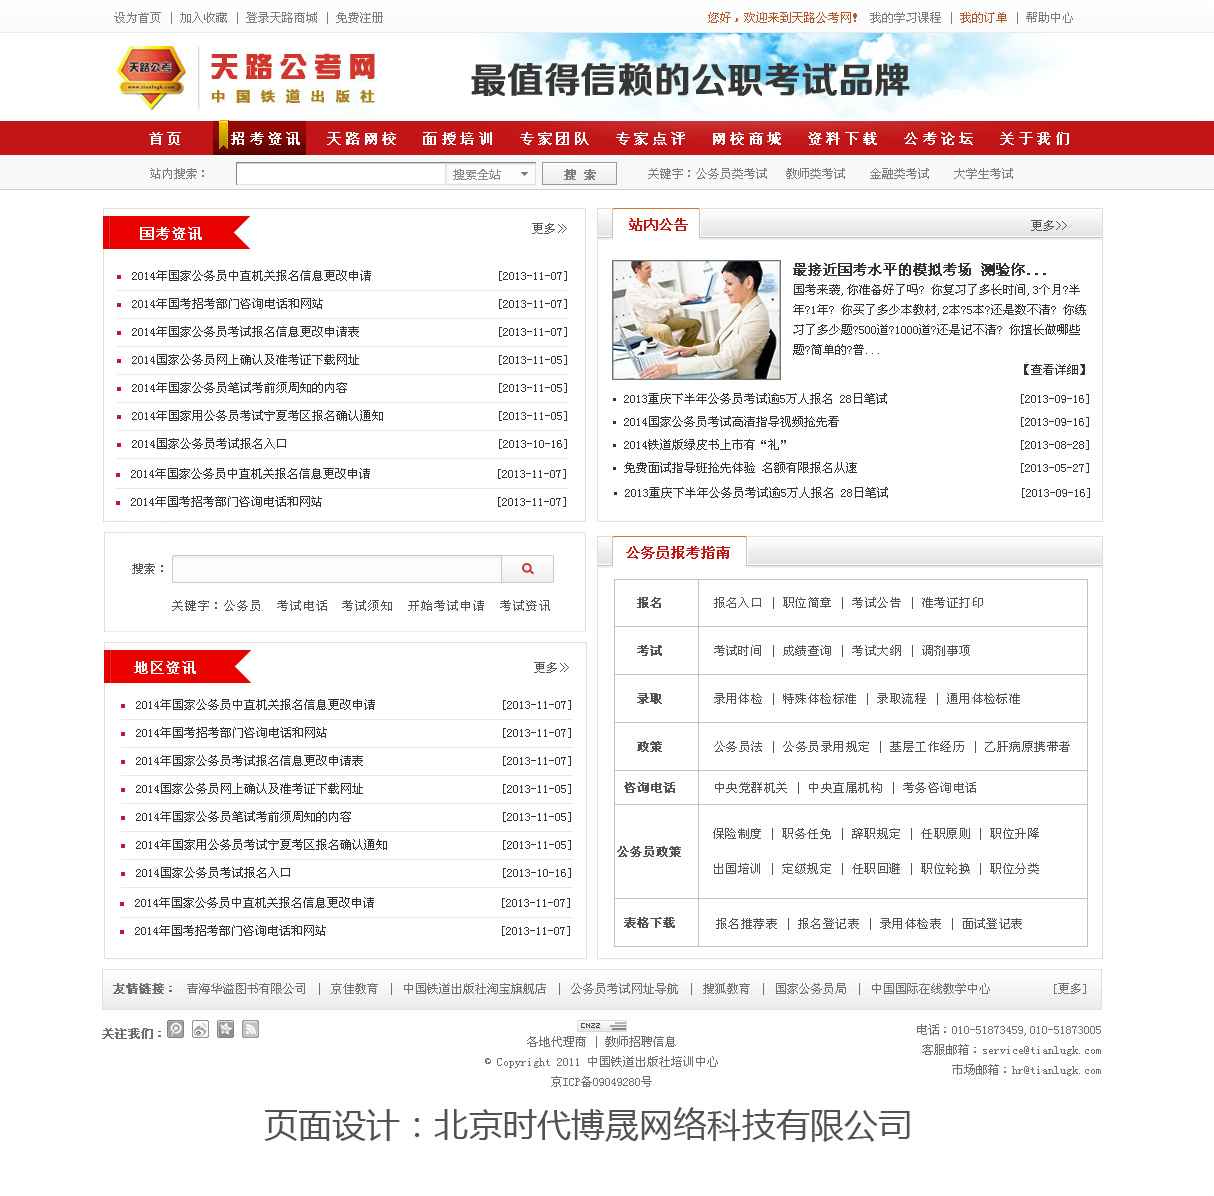 设为首页 | 加入收藏 | 登录天路商城 | 免费注册
您好，欢迎来到天路公考网! 我的学习课程 | 我的订单 | 帮助中心
天路公考
www.tianlugk.com
天路公考网
中国铁道出版社
最值得信赖的公职考试品牌
首页 招考资讯 天路网校 面授培训 专家团队 专家点评 网校商城 资料下载 公考论坛 关于我们
站内搜索： 搜索全站 搜 索 关键字：公务员类考试 教师类考试 金融类考试 大学生考试
国考资讯 更多>>
2014年国家公务员中直机关报名信息更改申请 [2013-11-07]
2014年国考招考部门咨询电话和网站 [2013-11-07]
2014年国家公务员考试报名信息更改申请表 [2013-11-07]
2014国家公务员网上确认及准考证下载网址 [2013-11-05]
2014年国家公务员笔试考前须周知的内容 [2013-11-05]
2014年国家用公务员考试宁夏考区报名确认通知 [2013-11-05]
2014国家公务员考试报名入口 [2013-10-16]
2014年国家公务员中直机关报名信息更改申请 [2013-11-07]
2014年国考招考部门咨询电话和网站 [2013-11-07]
站内公告 更多>>
最接近国考水平的模拟考场 测验你...
国考来袭,你准备好了吗? 你复习了多长时间,3个月?半
年?1年? 你买了多少本教材,2本?5本?还是数不清? 你练
习了多少题?500道?1000道?还是记不清? 你擅长做哪些
题?简单的?普...
【查看详细】
2013重庆下半年公务员考试逾5万人报名 28日笔试 [2013-09-16]
2014国家公务员考试高清指导视频抢先看 [2013-09-16]
2014铁道版绿皮书上市有“礼” [2013-08-28]
免费面试指导班抢先体验 名额有限报名从速 [2013-05-27]
2013重庆下半年公务员考试逾5万人报名 28日笔试 [2013-09-16]
搜索：
关键字：公务员 考试电话 考试须知 开始考试申请 考试资讯
地区资讯 更多>>
2014年国家公务员中直机关报名信息更改申请 [2013-11-07]
2014年国考招考部门咨询电话和网站 [2013-11-07]
2014年国家公务员考试报名信息更改申请表 [2013-11-07]
2014国家公务员网上确认及准考证下载网址 [2013-11-05]
2014年国家公务员笔试考前须周知的内容 [2013-11-05]
2014年国家用公务员考试宁夏考区报名确认通知 [2013-11-05]
2014国家公务员考试报名入口 [2013-10-16]
2014年国家公务员中直机关报名信息更改申请 [2013-11-07]
2014年国考招考部门咨询电话和网站 [2013-11-07]
公务员报考指南
报名 报名入口 | 职位简章 | 考试公告 | 准考证打印
考试 考试时间 | 成绩查询 | 考试大纲 | 调剂事项
录取 录用体检 | 特殊体检标准 | 录取流程 | 通用体检标准
政策 公务员法 | 公务员录用规定 | 基层工作经历 | 乙肝病原携带者
咨询电话 中央党群机关 | 中央直属机构 | 考务咨询电话
公务员政策 保险制度 | 职务任免 | 辞职规定 | 任职原则 | 职位升降
出国培训 | 定级规定 | 任职回避 | 职位轮换 | 职位分类
表格下载 报名推荐表 | 报名登记表 | 录用体检表 | 面试登记表
友情链接： 青海华谥图书有限公司 | 京佳教育 | 中国铁道出版社淘宝旗舰店 | 公务员考试网址导航 | 搜狐教育 | 国家公务员局 | 中国国际在线教学中心 [更多]
关注我们：
CNZZ
各地代理商 | 教师招聘信息
© Copyright 2011 中国铁道出版社培训中心
京ICP备09049280号
电话：010-51873459,010-51873005
客服邮箱：service@tianlugk.com
市场邮箱：hr@tianlugk.com
页面设计：北京时代博晟网络科技有限公司